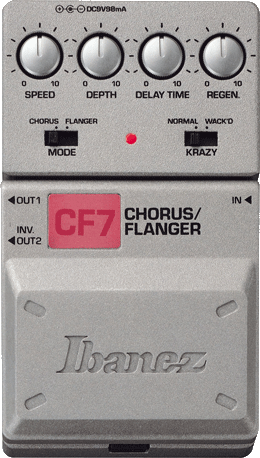 DC9V98mA
0 10 0 10 0 10 0 10
SPEED DEPTH DELAY TIME REGEN.
CHORUS FLANGER NORMAL WACK'D
MODE KRAZY
OUT1 IN
CF7 CHORUS/
FLANGER
INV.
OUT2
Ibanez